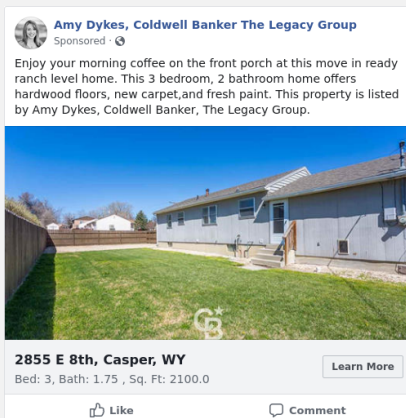 Amy Dykes, Coldwell Banker The Legacy Group
Sponsored ·
Enjoy your morning coffee on the front porch at this move in ready
ranch level home. This 3 bedroom, 2 bathroom home offers
hardwood floors, new carpet,and fresh paint. This property is listed
by Amy Dykes, Coldwell Banker, The Legacy Group.
CB
2855 E 8th, Casper, WY
Learn More
Bed: 3, Bath: 1.75 , Sq. Ft: 2100.0
Like
Comment